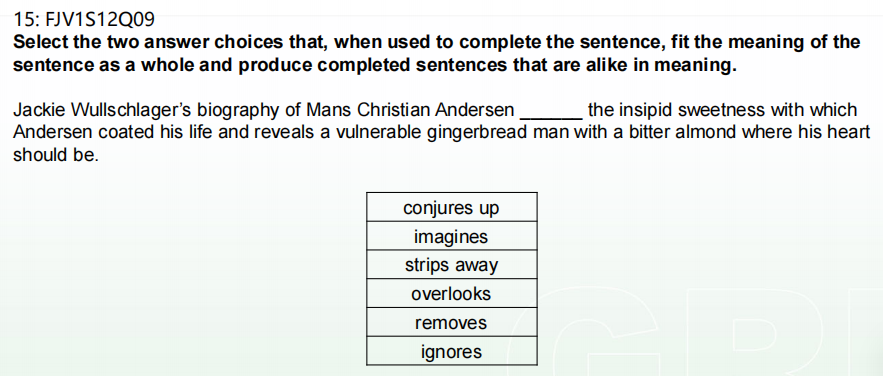 15: FJV1S12Q09
Select the two answer choices that, when used to complete the sentence, fit the meaning of the
sentence as a whole and produce completed sentences that are alike in meaning.
Jackie Wullschlager's biography of Mans Christian Andersen ______ the insipid sweetness with which
Andersen coated his life and reveals a vulnerable gingerbread man with a bitter almond where his heart
should be.
conjures up
imagines
strips away
overlooks
removes
ignores